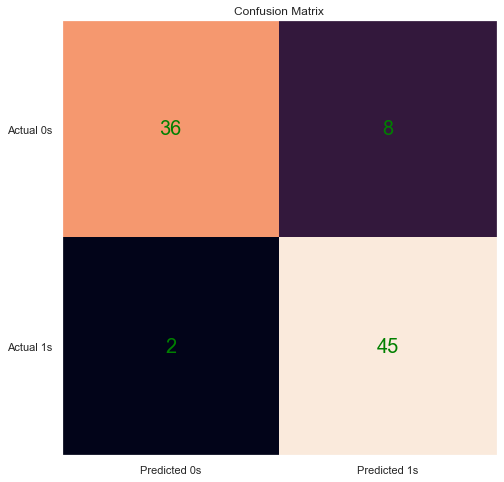 Confusion Matrix
Actual 0s
36
8
Actual 1s
2
45
Predicted 0s
Predicted 1s